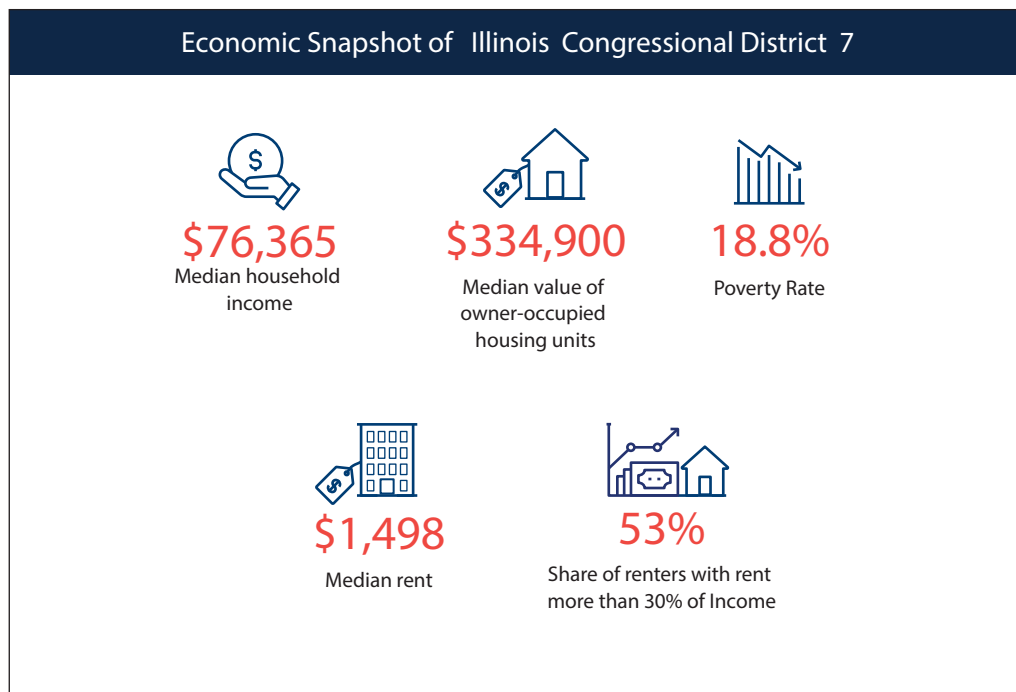 Economic Snapshot of Illinois Congressional District 7
$
$76,365
Median household
income
$
$334,900
Median value of
owner-occupied
housing units
18.8%
Poverty Rate
$
$1,498
Median rent
53%
Share of renters with rent
more than 30% of Income